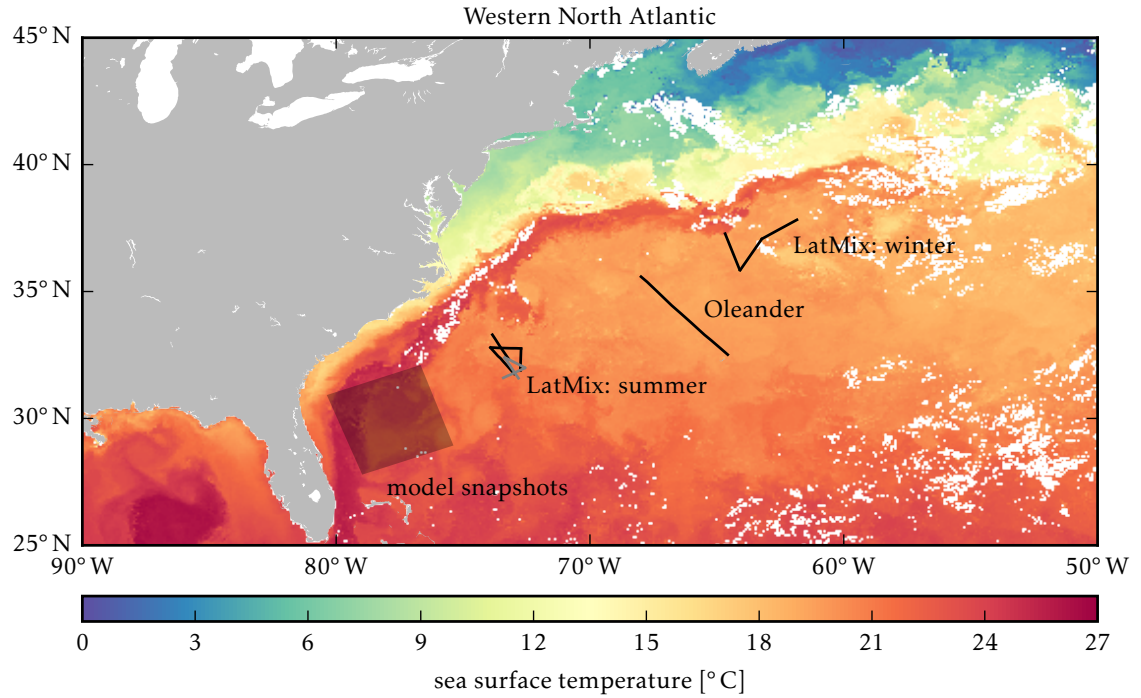 Western North Atlantic
45° N
40° N
35° N
30° N
25° N
LatMix: winter
Oleander
LatMix: summer
model snapshots
90° W
80° W
70° W
60° W
50° W
0
3
6
9
12
15
18
21
24
27
sea surface temperature [° C]